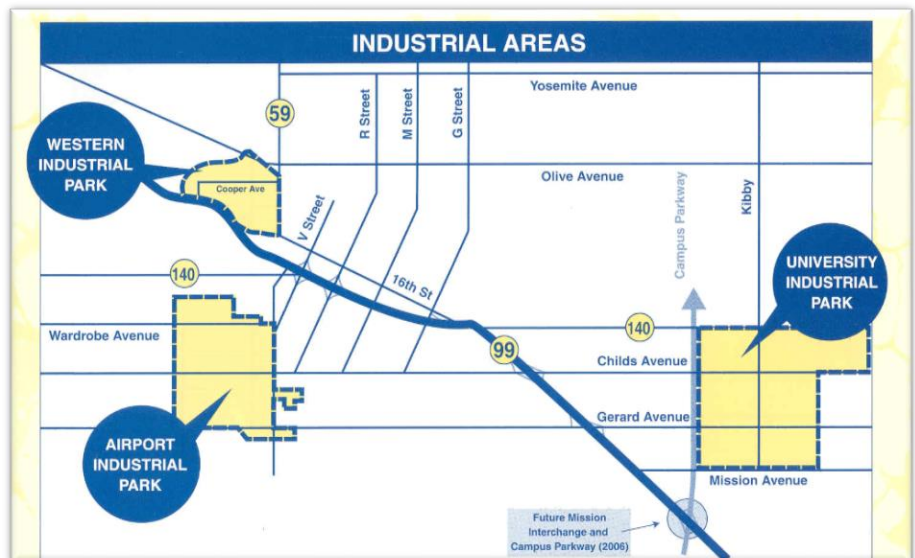 INDUSTRIAL AREAS
Yosemite Avenue
59
R Street
M Street
G Street
WESTERN
INDUSTRIAL
PARK
Cooper Ave
Olive Avenue
Campus Parkway
Kibby
V Street
UNIVERSITY
INDUSTRIAL
PARK
140
16th St
Wardrobe Avenue
99
140
Childs Avenue
Gerard Avenue
AIRPORT
INDUSTRIAL
PARK
Mission Avenue
Future Mission
Interchange and
Campus Parkway (2006)